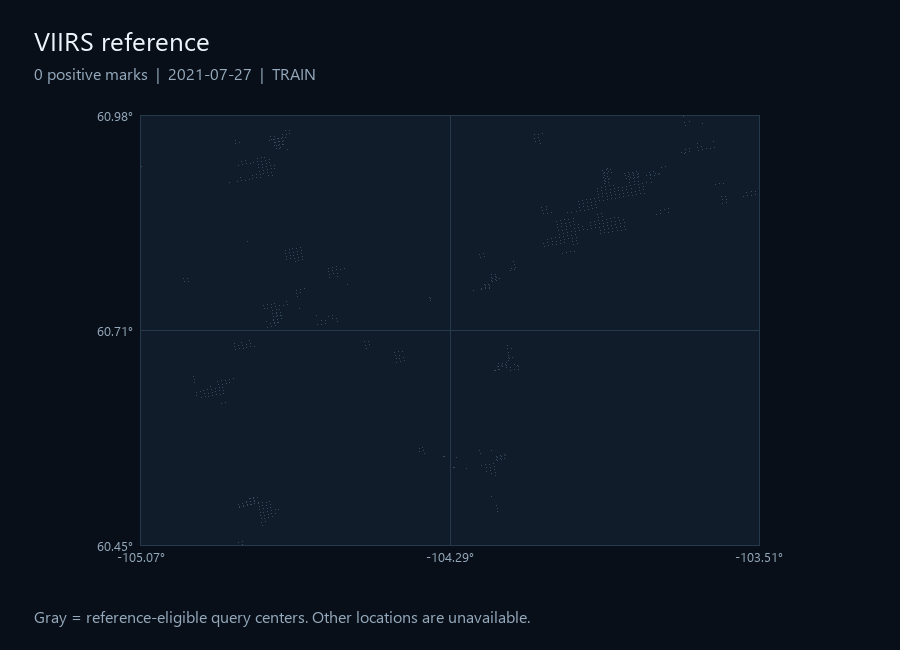 VIIRS reference
0 positive marks | 2021-07-27 | TRAIN
60.98°
60.71°
60.45°
-105.07°
-104.29°
-103.51°
Gray = reference-eligible query centers. Other locations are unavailable.